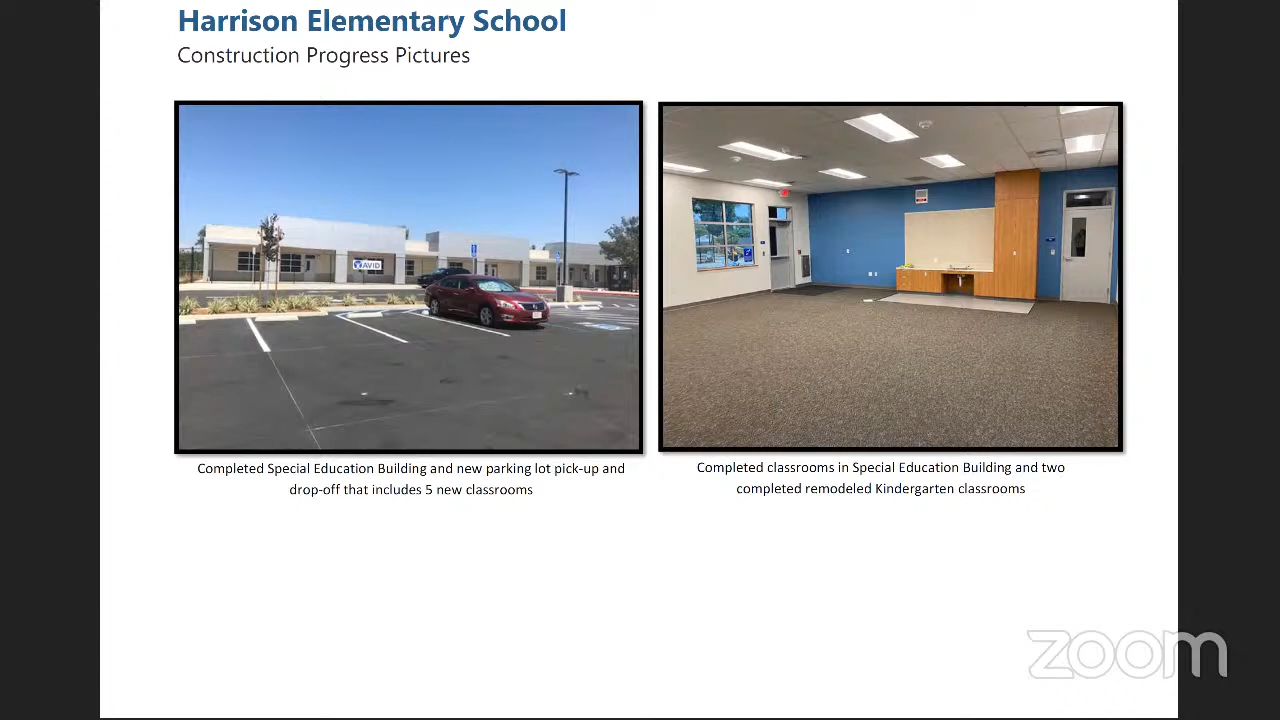 Harrison Elementary School
Construction Progress Pictures
AVID
Completed Special Education Building and new parking lot pick-up and
drop-off that includes 5 new classrooms
Completed classrooms in Special Education Building and two
completed remodeled Kindergarten classrooms
zoom